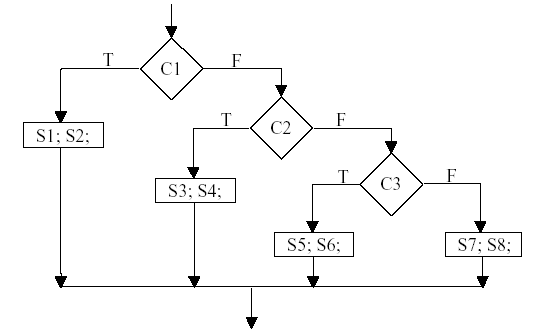 T
C1
F
S1; S2;
T
C2
F
S3; S4;
T
C3
F
S5; S6;
S7; S8;